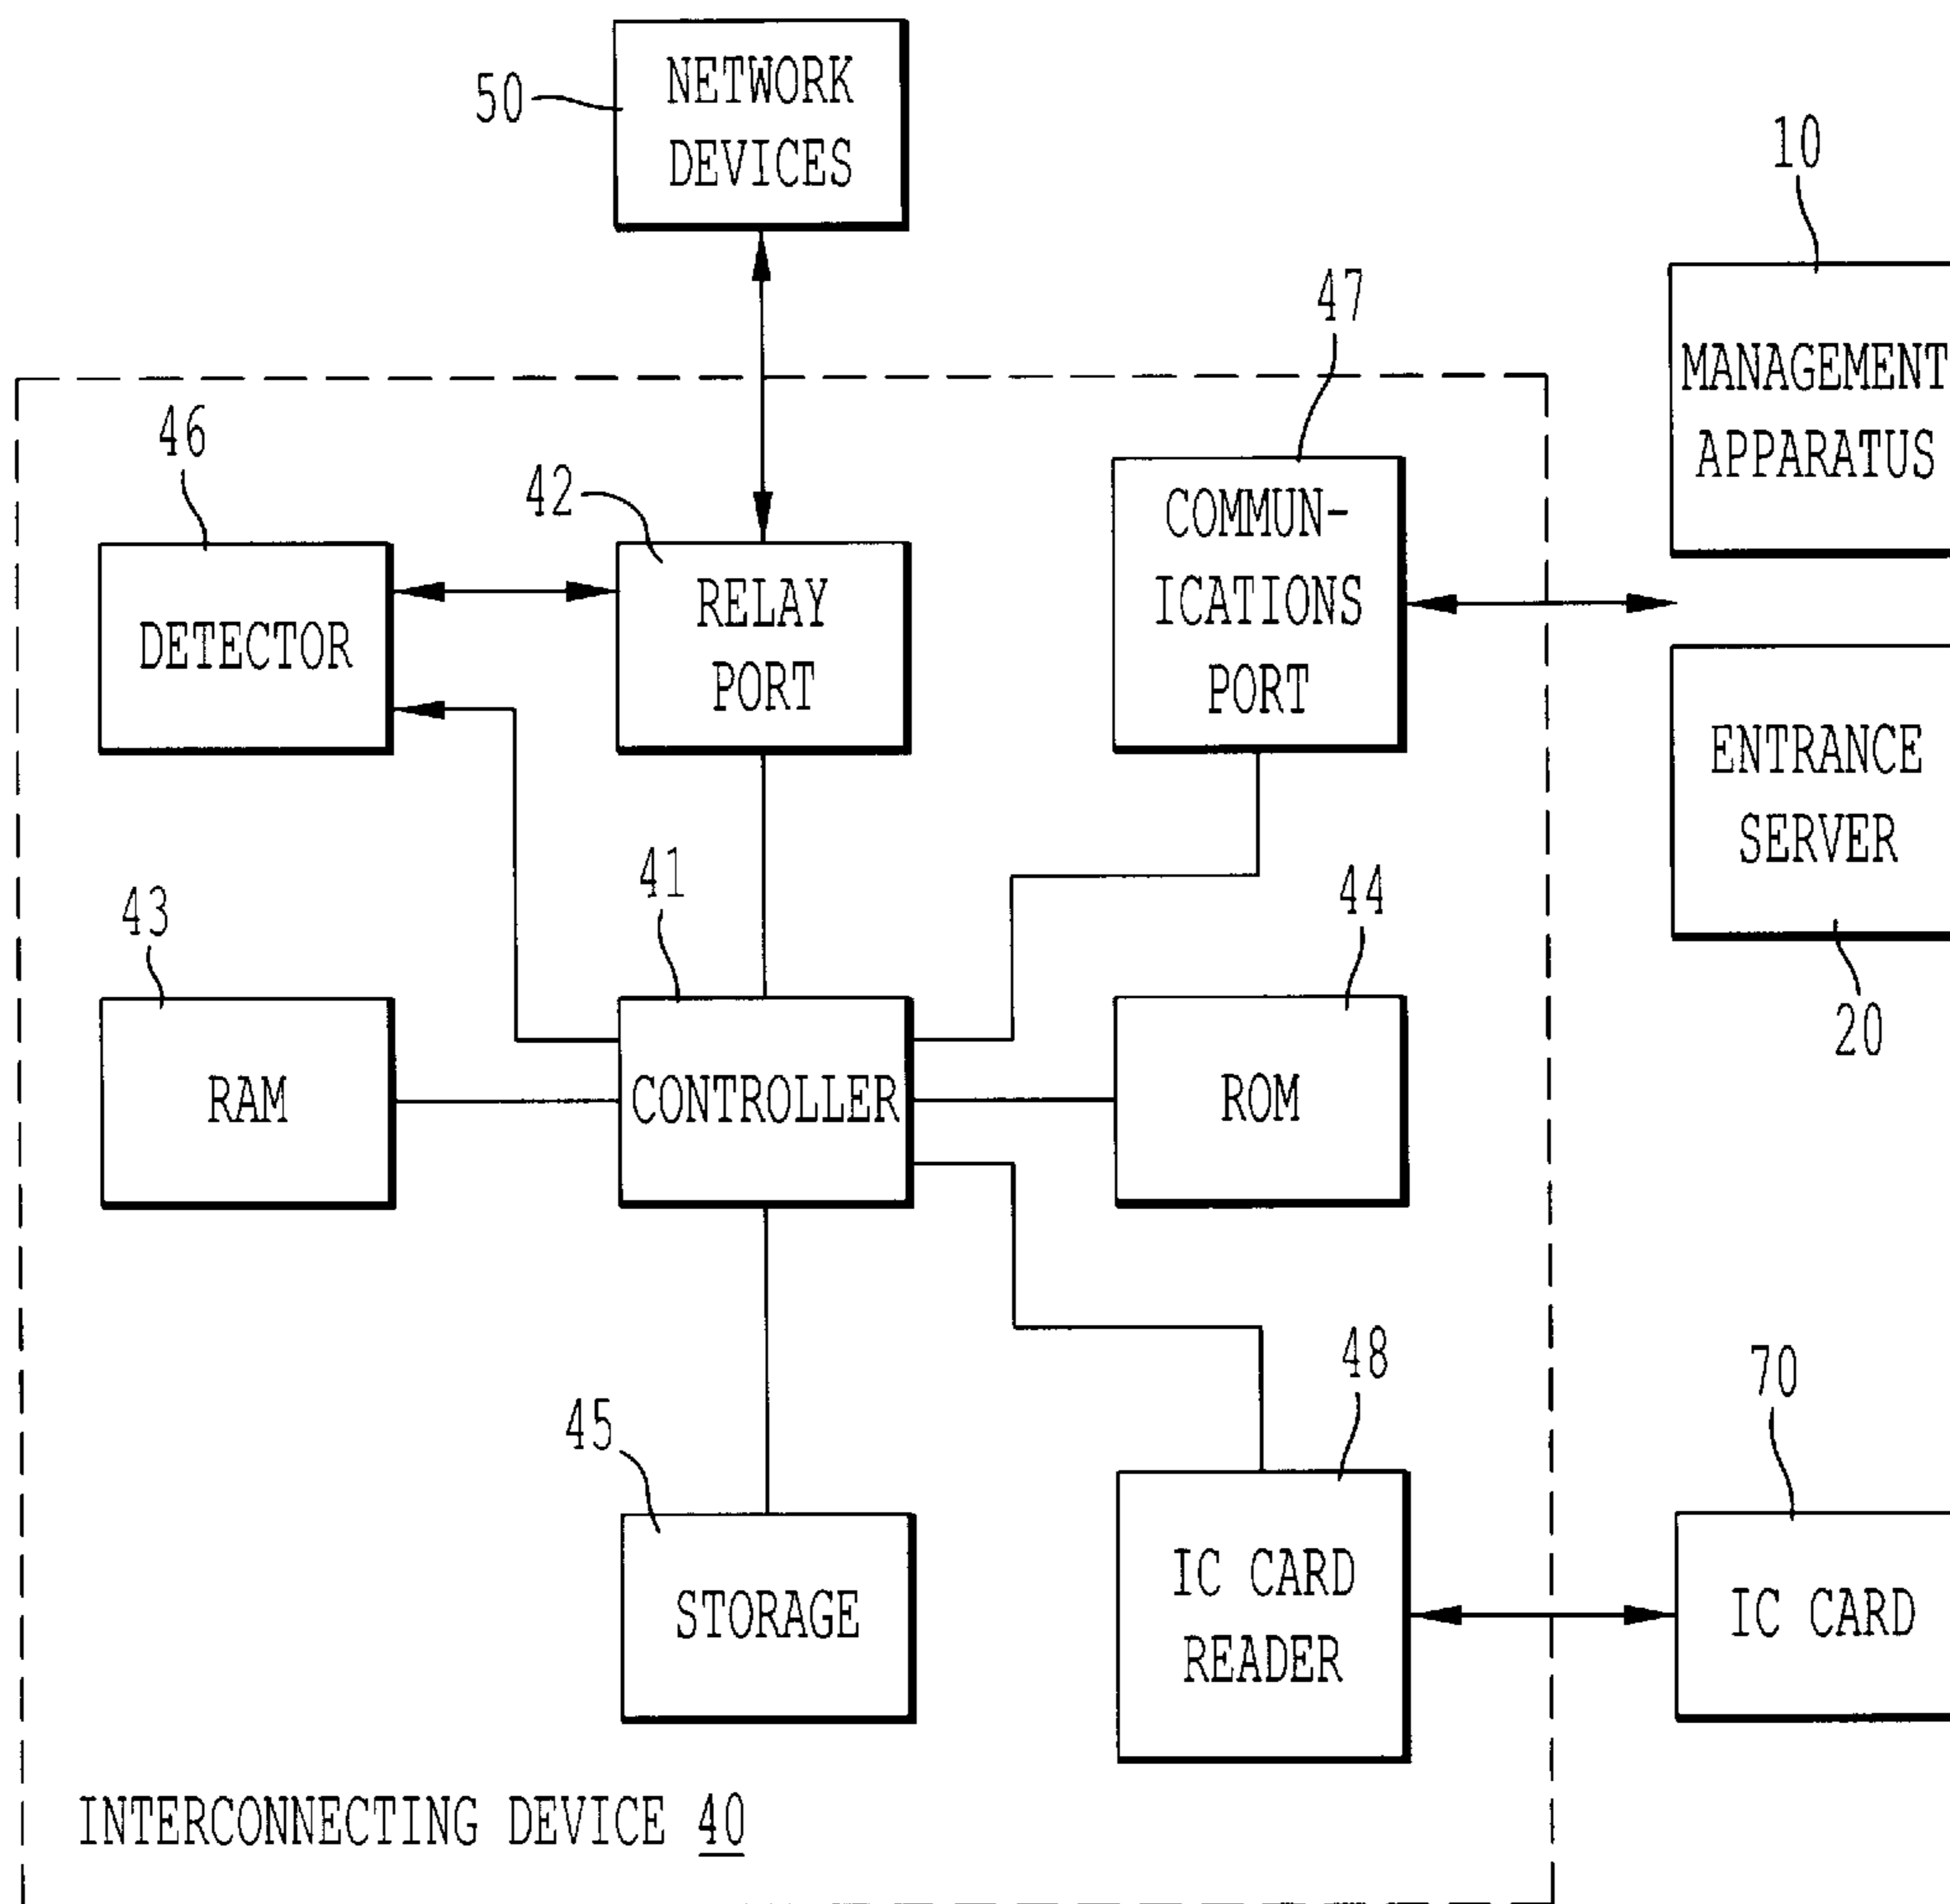 50
NETWORK
DEVICES
10
MANAGEMENT
APPARATUS
47
COMMUN-
ICATIONS
PORT
46
DETECTOR
42
RELAY
PORT
ENTRANCE
SERVER
20
43
RAM
41
CONTROLLER
44
ROM
45
STORAGE
48
IC CARD
READER
70
IC CARD
INTERCONNECTING DEVICE 40